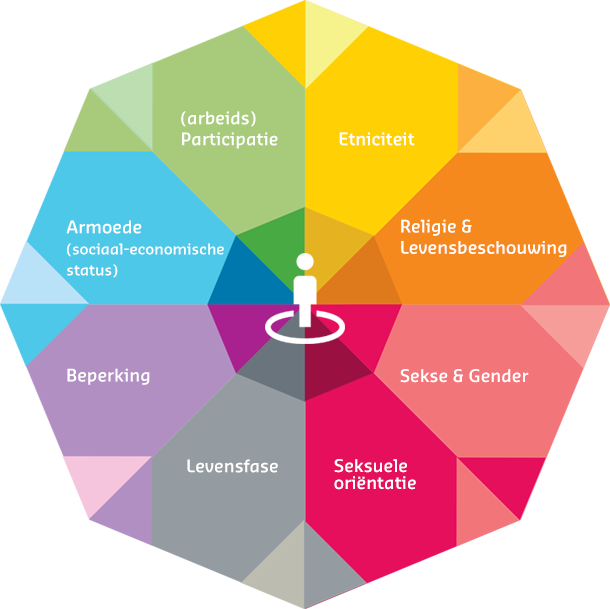 (arbeids)
Participatie
Etniciteit
Armoede
(sociaal-economische
status)
Religie &
Levensbeschouwing
Beperking
Sekse & Gender
Levensfase
Seksuele
oriëntatie